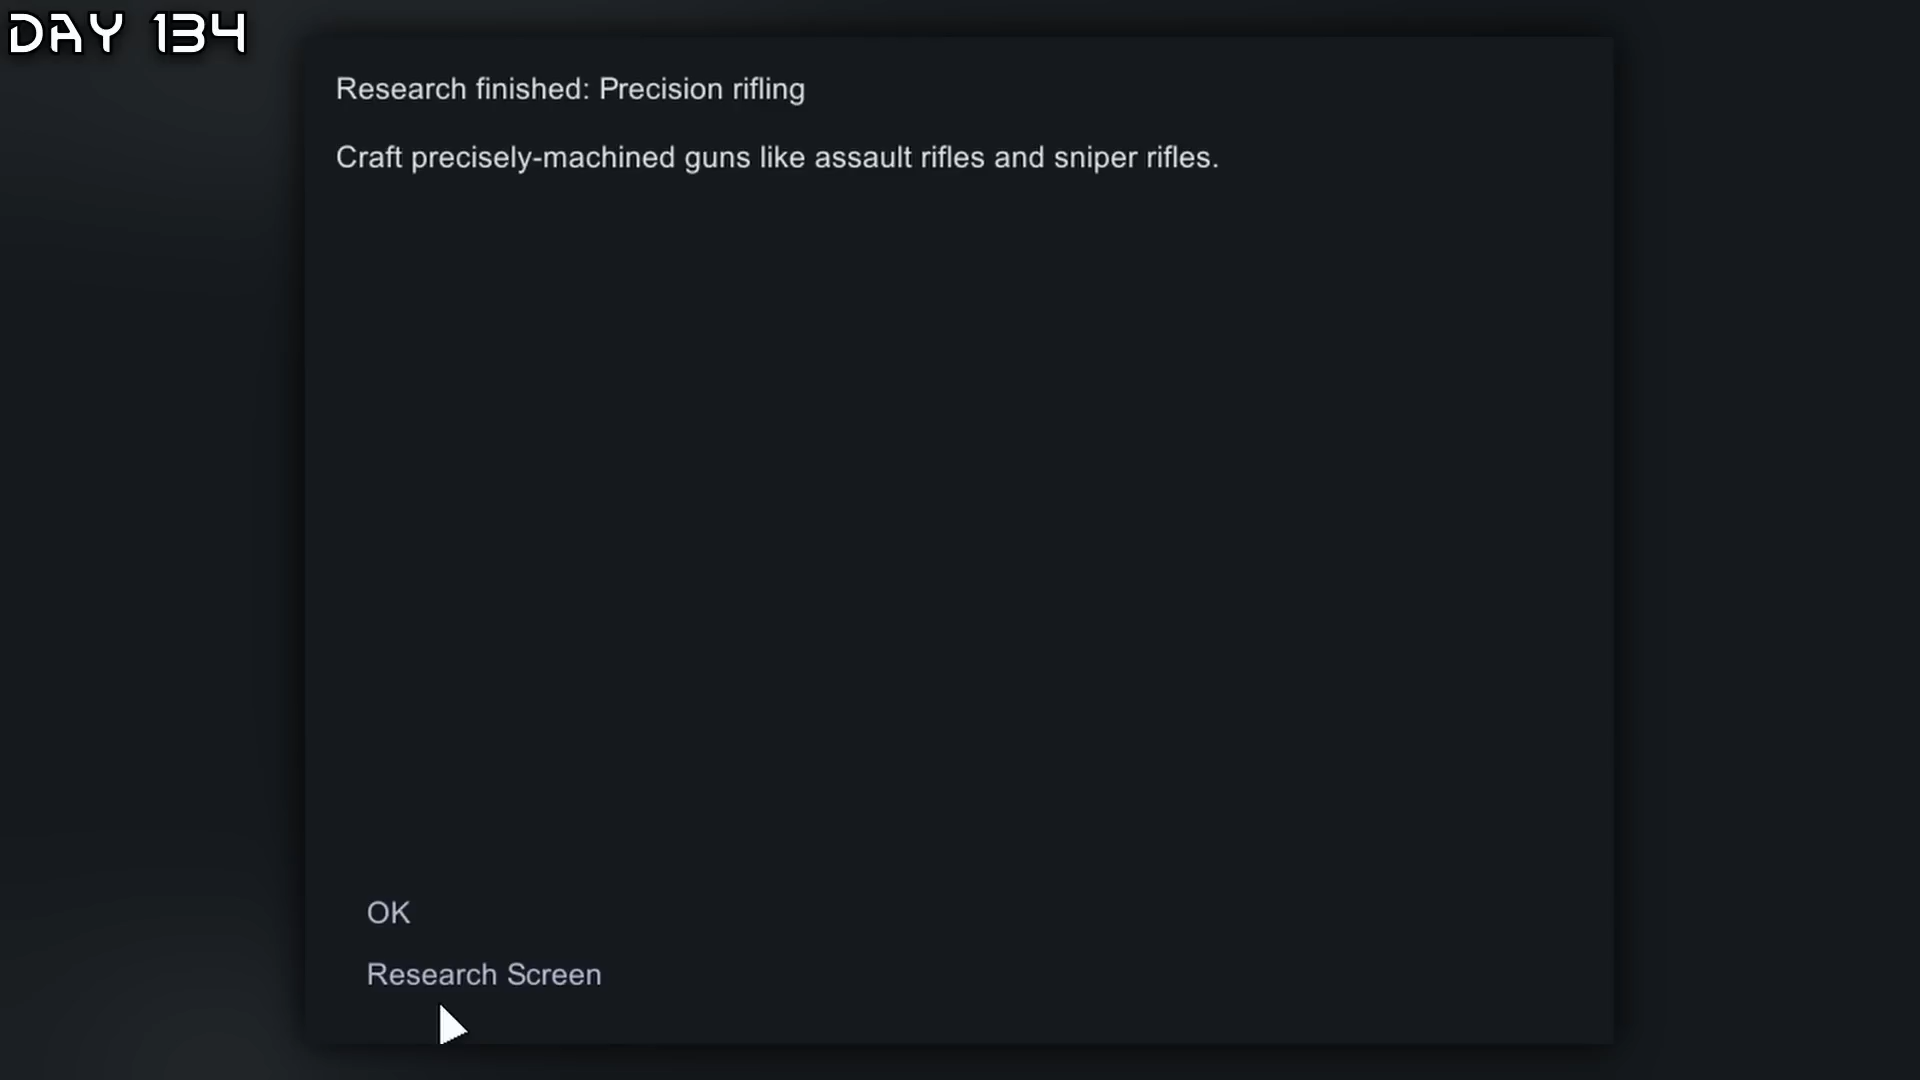 DAY 134
Research finished: Precision rifling
Craft precisely-machined guns like assault rifles and sniper rifles.
OK
Research Screen